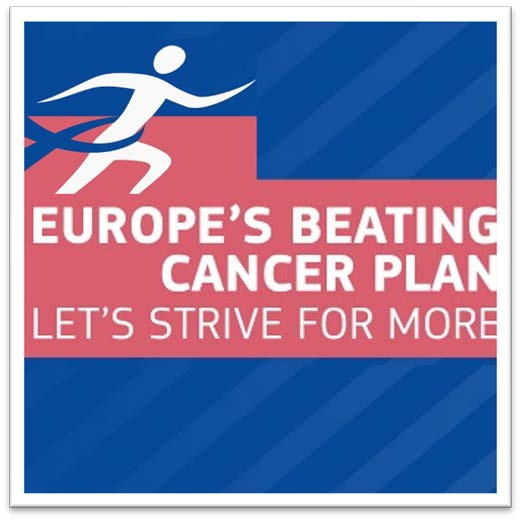 EUROPE'S BEATING
CANCER PLAN
LET'S STRIVE FOR MORE